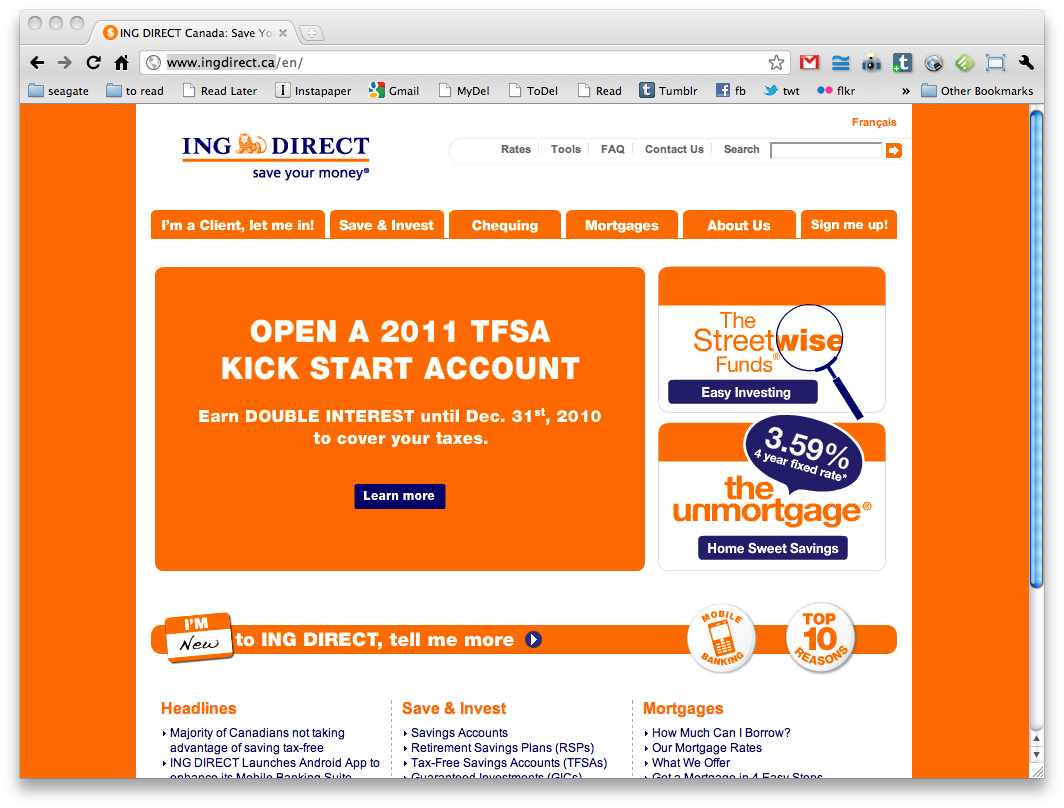 ING DIRECT Canada: Save Yo
www.ingdirect.ca/en/
seagate
to read
Read Later
Instapaper
Gmail
MyDel
ToDel
Read
Tumblr
fb
twt
flkr
»
Other Bookmarks
Français
ING DIRECT
save your money®
Rates
Tools
FAQ
Contact Us
Search
I'm a Client, let me in!
Save & Invest
Chequing
Mortgages
About Us
Sign me up!
OPEN A 2011 TFSA
KICK START ACCOUNT
Earn DOUBLE INTEREST until Dec. 31st, 2010
to cover your taxes.
Learn more
The
Streetwise
Funds®
Easy Investing
3.59%
4 year fixed rate*
the
unmortgage®
Home Sweet Savings
I'M
New
to ING DIRECT, tell me more
MOBILE
BANKING
TOP
10
REASONS
Headlines
Majority of Canadians not taking
advantage of saving tax-free
ING DIRECT Launches Android App to
enhance its Mobile Banking Suite
Save & Invest
Savings Accounts
Retirement Savings Plans (RSPs)
Tax-Free Savings Accounts (TFSAs)
Guaranteed Investments (GICs)
Mortgages
How Much Can I Borrow?
Our Mortgage Rates
What We Offer
Get a Mortgage in 4 Easy Steps